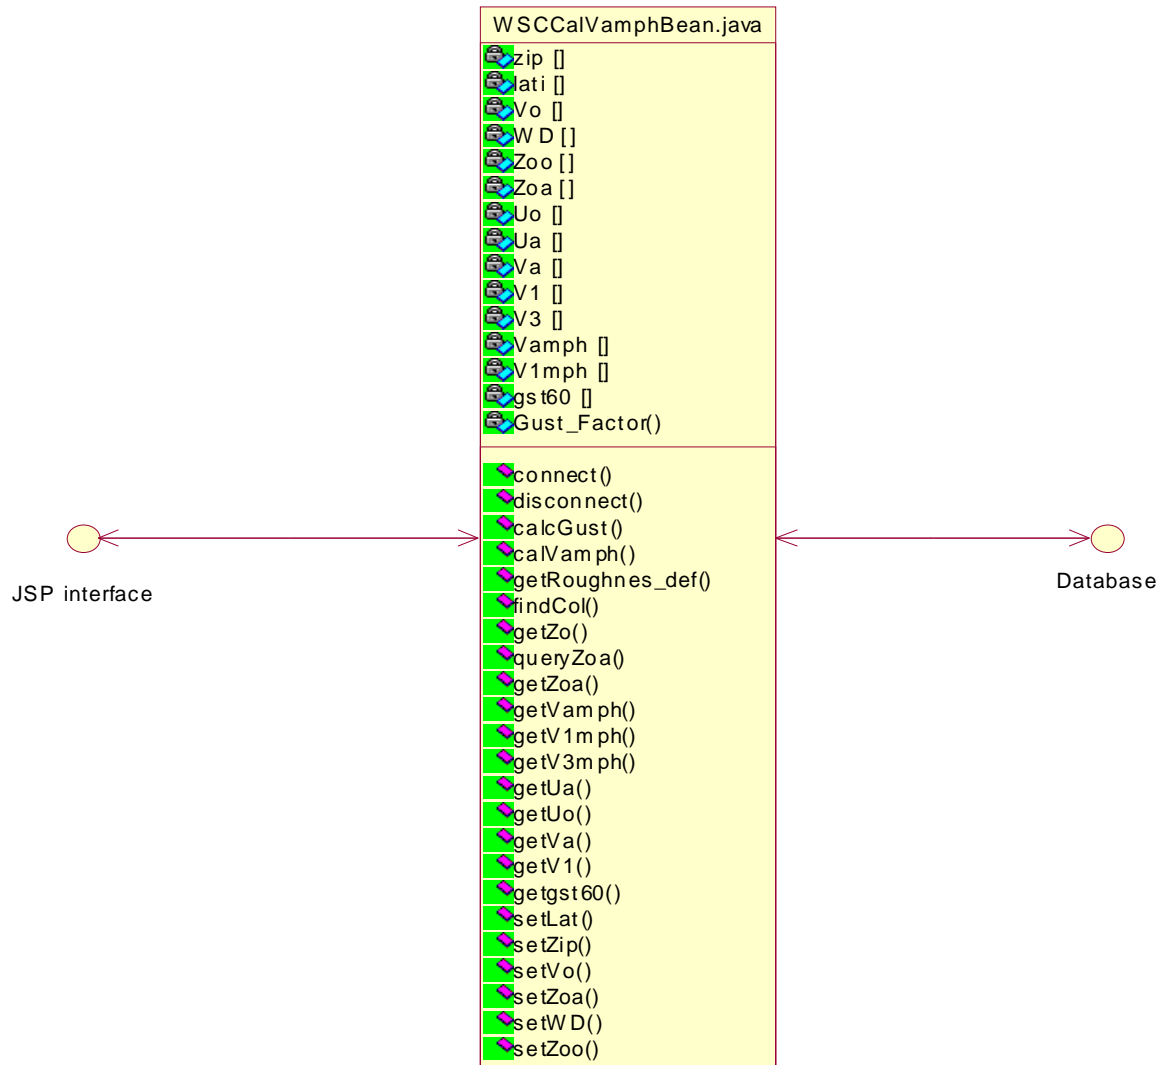 WSCCalVamphBean.java
zip []
lati []
Vo []
WD []
Zoo []
Zoa []
Uo []
Ua []
Va []
V1 []
V3 []
Vamph []
V1mph []
gst60 []
Gust_Factor()
connect()
disconnect()
calcGust()
calVamph()
getRoughnes_def()
findCol()
getZo()
queryZoa()
getZoa()
getVamph()
getV1mph()
getV3mph()
getUa()
getUo()
getVa()
getV1()
getgst60()
setLat()
setZip()
setVo()
setZoa()
setWD()
setZoo()
JSP interface
Database